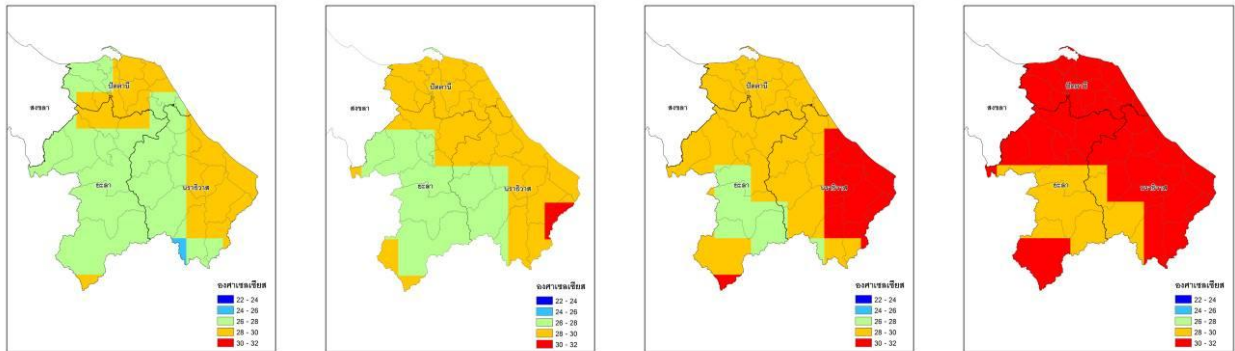 ปัตตานี
สงขลา
ยะลา
นราธิวาส
องศาเซลเซียส
22 - 24
24 - 26
26 - 28
28 - 30
30 - 32
ปัตตานี
สงขลา
ยะลา
นราธิวาส
องศาเซลเซียส
22 - 24
24 - 26
26 - 28
28 - 30
30 - 32
ปัตตานี
สงขลา
ยะลา
นราธิวาส
องศาเซลเซียส
22 - 24
24 - 26
26 - 28
28 - 30
30 - 32
ปัตตานี
สงขลา
ยะลา
นราธิวาส
องศาเซลเซียส
22 - 24
24 - 26
26 - 28
28 - 30
30 - 32